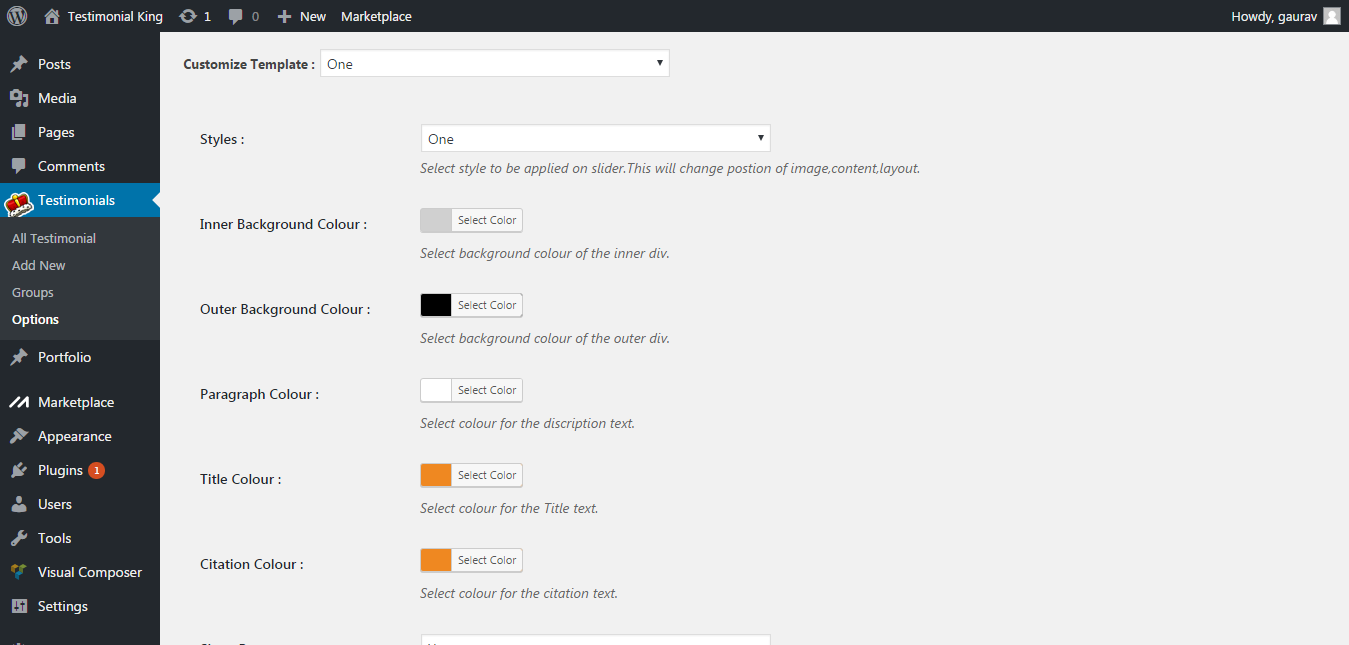 Testimonial King 1 0 New Marketplace Howdy, gaurav
Posts
Media
Pages
Comments
Testimonials
All Testimonial
Add New
Groups
Options
Portfolio
Marketplace
Appearance
Plugins 1
Users
Tools
Visual Composer
Settings
Customize Template : One
Styles : One
Select style to be applied on slider.This will change postion of image,content,layout.
Inner Background Colour : Select Color
Select background colour of the inner div.
Outer Background Colour : Select Color
Select background colour of the outer div.
Paragraph Colour : Select Color
Select colour for the discription text.
Title Colour : Select Color
Select colour for the Title text.
Citation Colour : Select Color
Select colour for the citation text.